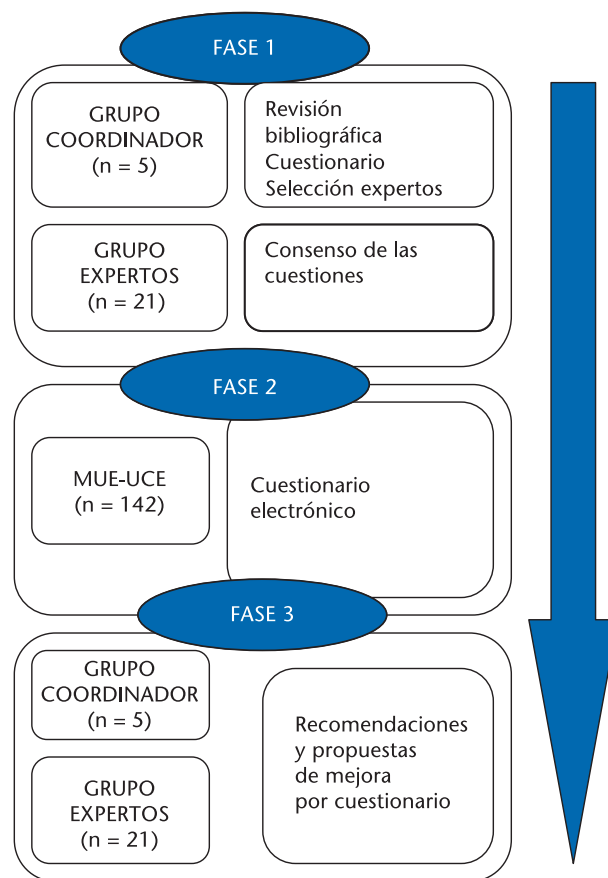 FASE 1
GRUPO
COORDINADOR
(n = 5)
Revisión
bibliográfica
Cuestionario
Selección expertos
GRUPO
EXPERTOS
(n = 21)
Consenso de las
cuestiones
FASE 2
MUE-UCE
(n = 142)
Cuestionario
electrónico
FASE 3
GRUPO
COORDINADOR
(n = 5)
GRUPO
EXPERTOS
(n = 21)
Recomendaciones
y propuestas
de mejora
por cuestionario